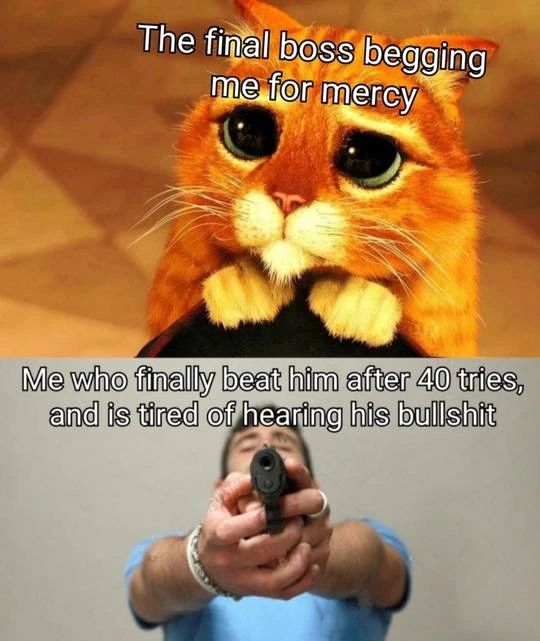 The final boss begging
me for mercy
Me who finally beat him after 40 tries,
and is tired of hearing his bullshit